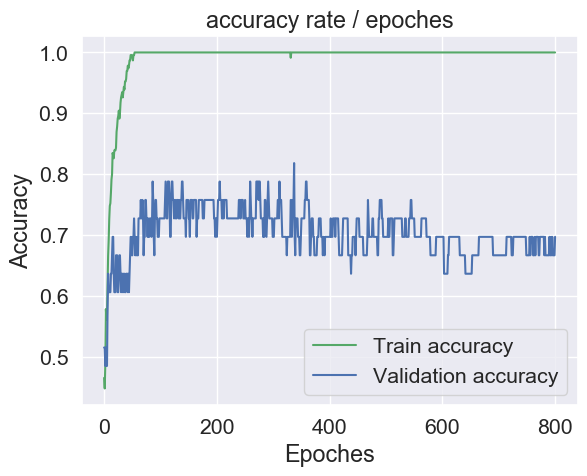 accuracy rate / epoches
1.0
0.9
0.8
0.7
0.6
0.5
Accuracy
0
200
400
600
800
Epoches
Train accuracy
Validation accuracy